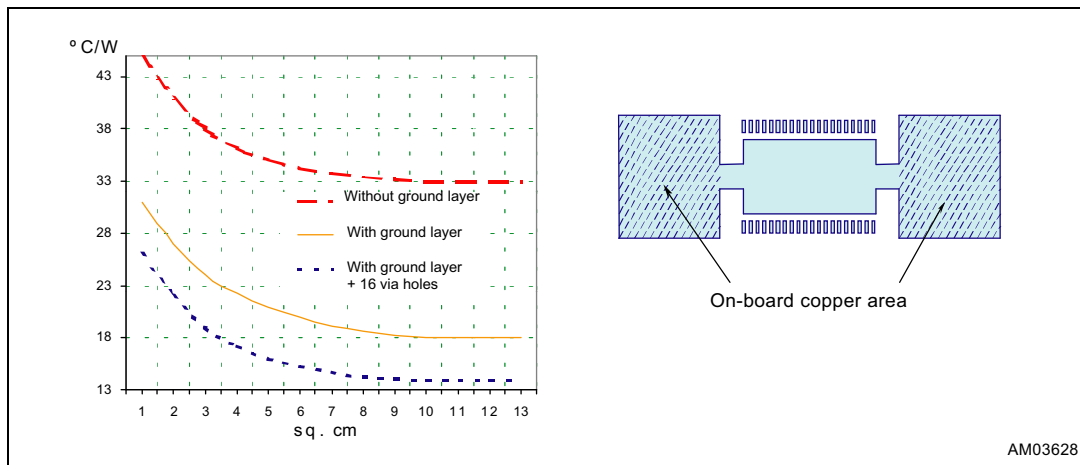 º C/W
43
38
33
28
23
18
13
1 2 3 4 5 6 7 8 9 10 11 12 13
sq. cm
Without ground layer
With ground layer
With ground layer
+ 16 via holes
On-board copper area
AM03628